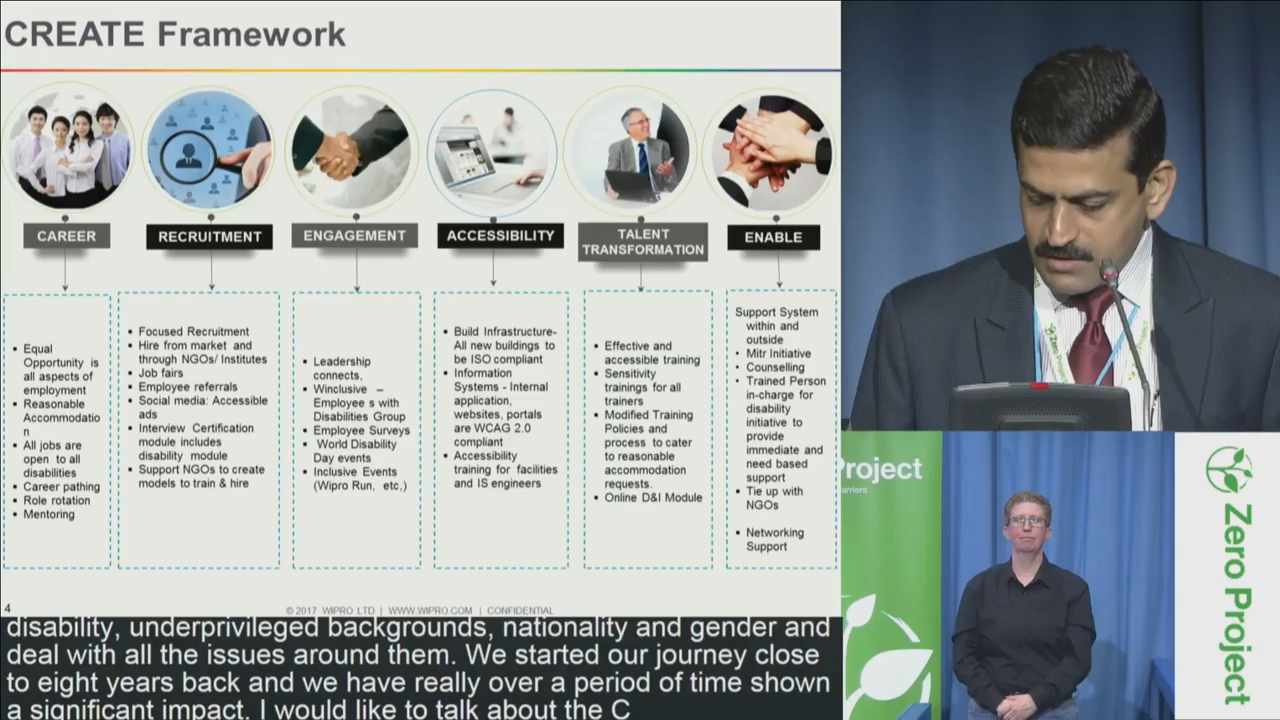 CREATE Framework
CAREER
Equal
Opportunity is
all aspects of
employment
Reasonable
Accommodatio
n
All jobs are
open to all
disabilities
Career pathing
Role rotation
Mentoring
RECRUITMENT
Focused Recruitment
Hire from market and
through NGOs/ Institutes
Job fairs
Employee referrals
Social media: Accessible
ads
Interview Certification
module includes
disability module
Support NGOs to create
models to train & hire
ENGAGEMENT
Leadership
connects,
Winclusive –
Employee s with
Disabilities Group
Employee Surveys
World Disability
Day events
Inclusive Events
(Wipro Run, etc,)
ACCESSIBILITY
Build Infrastructure-
All new buildings to
be ISO compliant
Information
Systems - Internal
application,
websites, portals
are WCAG 2.0
compliant
Accessibility
training for facilities
and IS engineers
TALENT
TRANSFORMATION
Effective and
accessible training
Sensitivity
trainings for all
trainers
Modified Training
Policies and
process to cater
to reasonable
accommodation
requests.
Online D&I Module
ENABLE
Support System
within and
outside
Mitr Initiative
Counselling
Trained Person
in-charge for
disability
initiative to
provide
immediate and
need based
support
Tie up with
NGOs
Networking
Support
4
© 2017 WIPRO LTD | WWW.WIPRO.COM | CONFIDENTIAL
disability, underprivileged backgrounds, nationality and gender and
deal with all the issues around them. We started our journey close
to eight years back and we have really over a period of time shown
a significant impact. I would like to talk about the C
Project
arriers
Zero Project